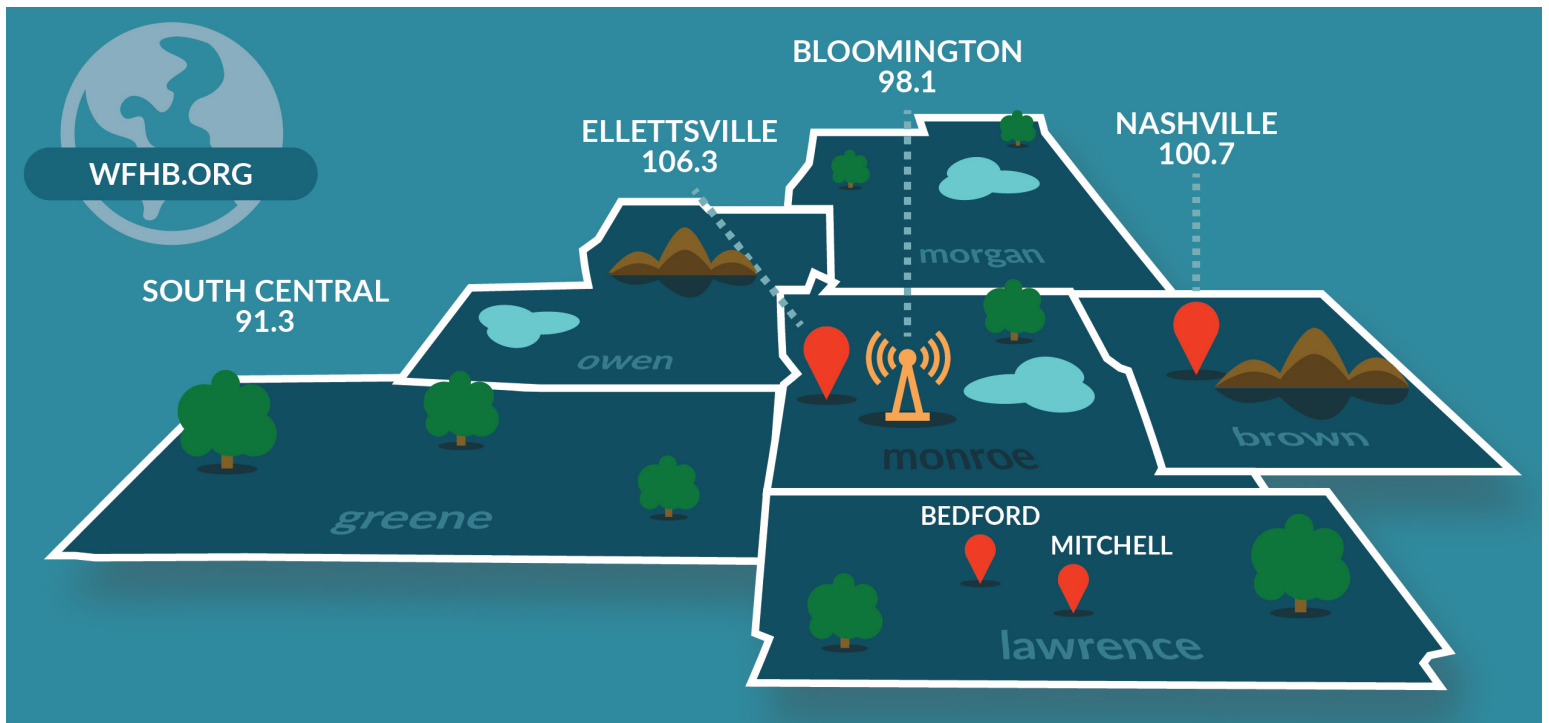 WFHB.ORG
BLOOMINGTON
98.1
ELLETTSVILLE
106.3
NASHVILLE
100.7
SOUTH CENTRAL
91.3
morgan
owen
brown
monroe
greene
BEDFORD
MITCHELL
lawrence